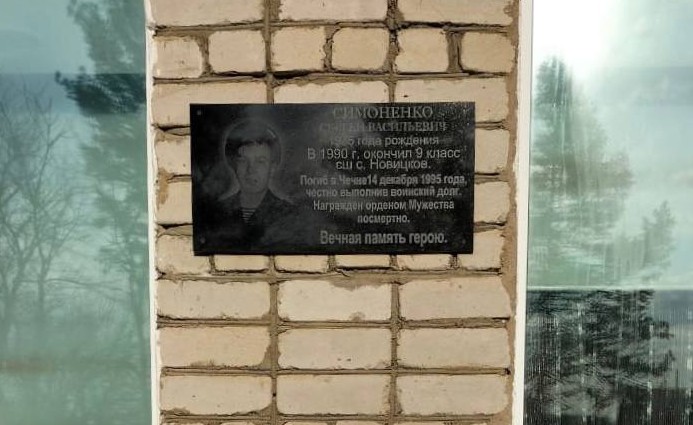 СИМОНЕНКО
СЕРГЕЙ ВАСИЛЬЕВИЧ
года рождения
В 1990 г. окончил 9 класс
сш с. Новицков.
Погиб в Чечне14 декабря 1995 года,
честно выполнив воинский долг.
Награжден орденом Мужества
посмертно.
Вечная память герою.